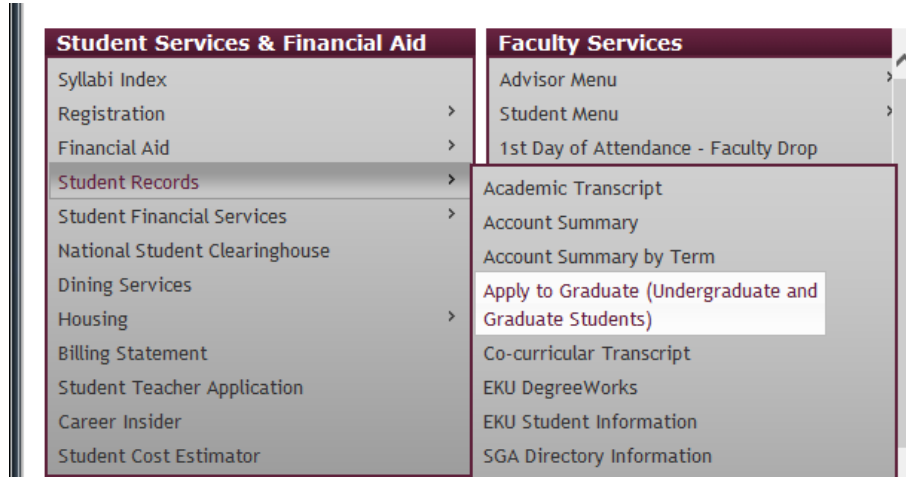 Student Services & Financial Aid
Syllabi Index
Registration
Financial Aid
Student Records
Student Financial Services
National Student Clearinghouse
Dining Services
Housing
Billing Statement
Student Teacher Application
Career Insider
Student Cost Estimator
Faculty Services
Advisor Menu
Student Menu
1st Day of Attendance - Faculty Drop
Academic Transcript
Account Summary
Account Summary by Term
Apply to Graduate (Undergraduate and
Graduate Students)
Co-curricular Transcript
EKU DegreeWorks
EKU Student Information
SGA Directory Information